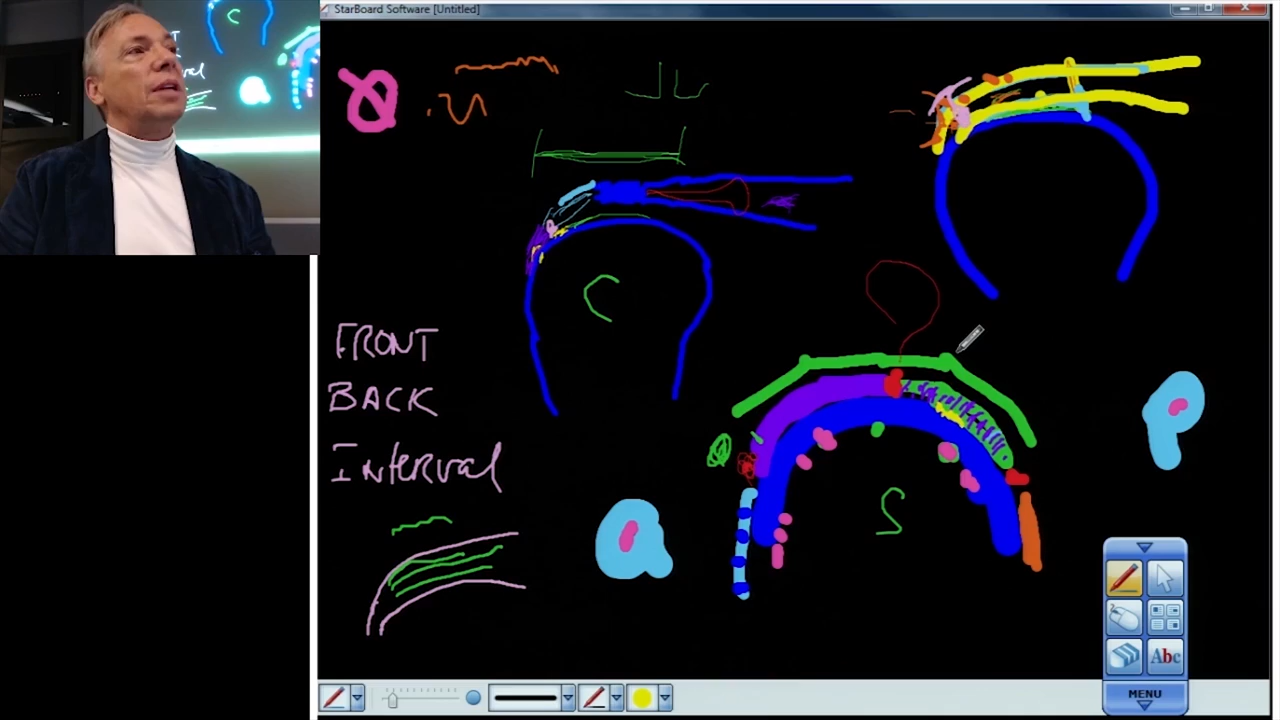 StarBoard Software [Untitled]
C
C
FRONT
BACK
INTERVAL
S
Abc
MENU